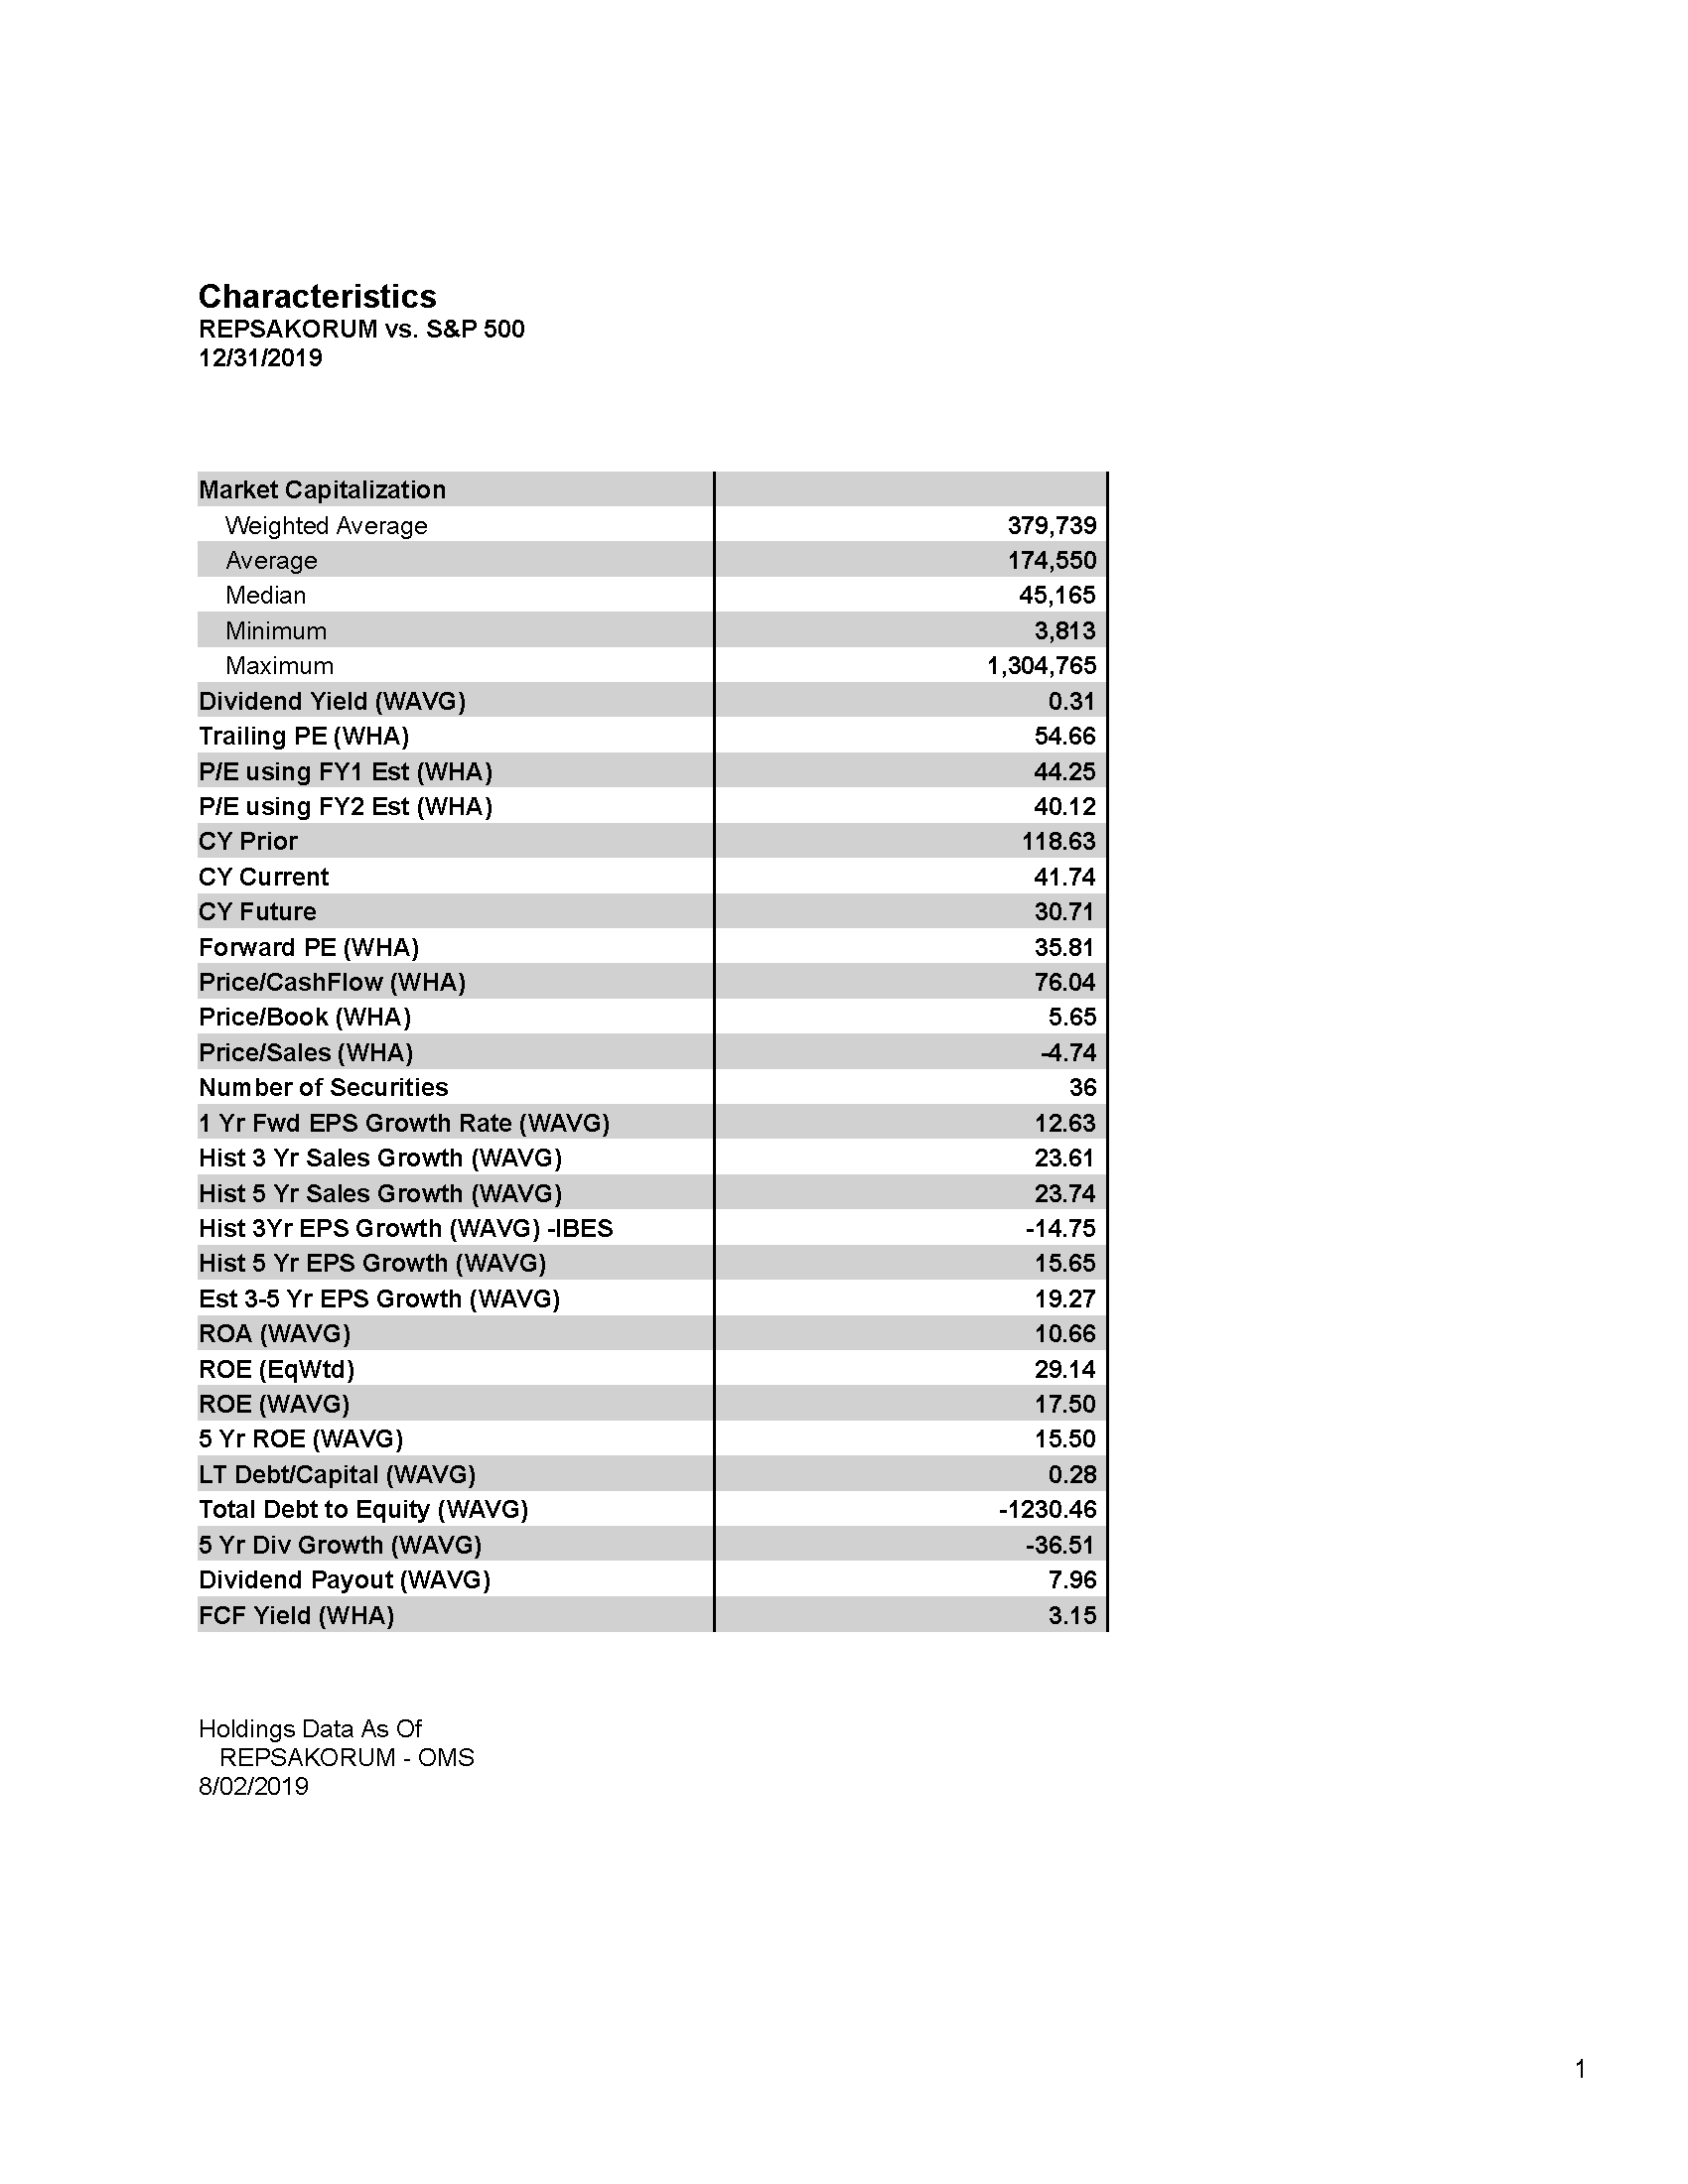 Characteristics
REPSAKORUM vs. S&P 500
12/31/2019
Market Capitalization
Weighted Average 379,739
Average 174,550
Median 45,165
Minimum 3,813
Maximum 1,304,765
Dividend Yield (WAVG) 0.31
Trailing PE (WHA) 54.66
P/E using FY1 Est (WHA) 44.25
P/E using FY2 Est (WHA) 40.12
CY Prior 118.63
CY Current 41.74
CY Future 30.71
Forward PE (WHA) 35.81
Price/CashFlow (WHA) 76.04
Price/Book (WHA) 5.65
Price/Sales (WHA) -4.74
Number of Securities 36
1 Yr Fwd EPS Growth Rate (WAVG) 12.63
Hist 3 Yr Sales Growth (WAVG) 23.61
Hist 5 Yr Sales Growth (WAVG) 23.74
Hist 3Yr EPS Growth (WAVG) -IBES -14.75
Hist 5 Yr EPS Growth (WAVG) 15.65
Est 3-5 Yr EPS Growth (WAVG) 19.27
ROA (WAVG) 10.66
ROE (EqWtd) 29.14
ROE (WAVG) 17.50
5 Yr ROE (WAVG) 15.50
LT Debt/Capital (WAVG) 0.28
Total Debt to Equity (WAVG) -1230.46
5 Yr Div Growth (WAVG) -36.51
Dividend Payout (WAVG) 7.96
FCF Yield (WHA) 3.15
Holdings Data As Of
REPSAKORUM - OMS
8/02/2019
1